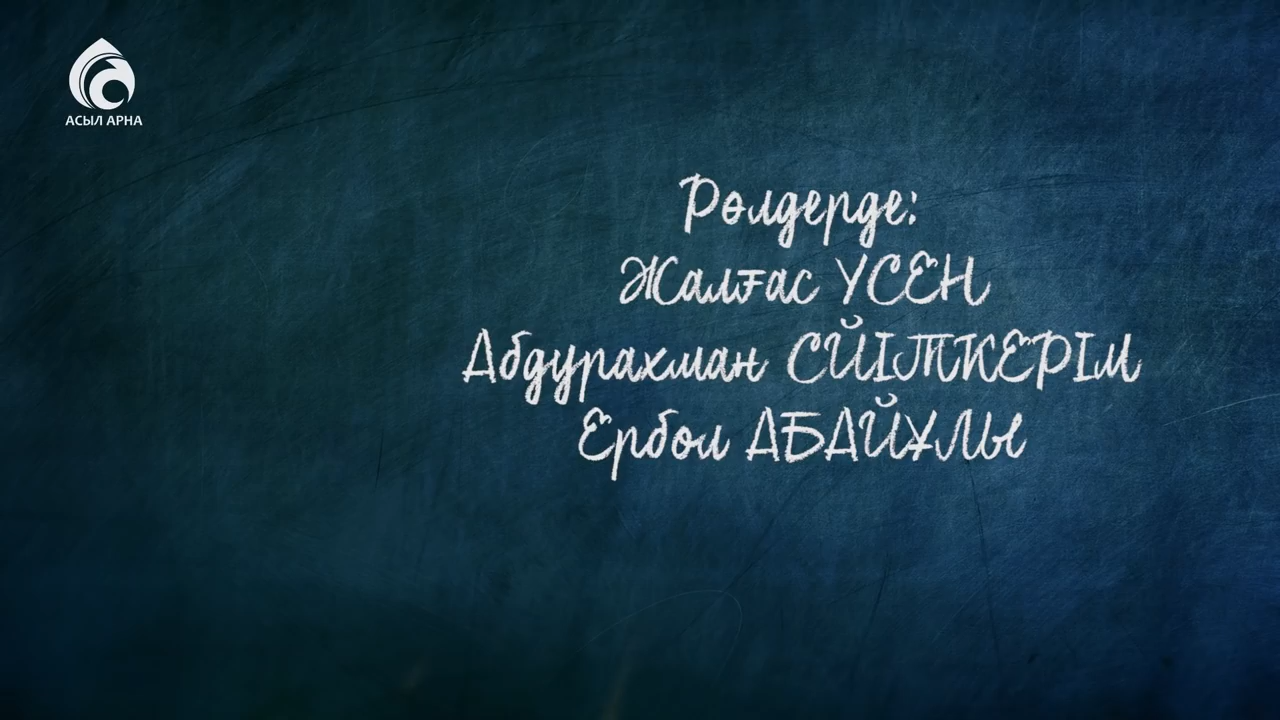 АСЫЛ АРНА
Рөлдерде:
Жалғас ҮСЕН
Абдурахман СЙІТКЕРІМ
Ербол АБАЙҰЛЫ